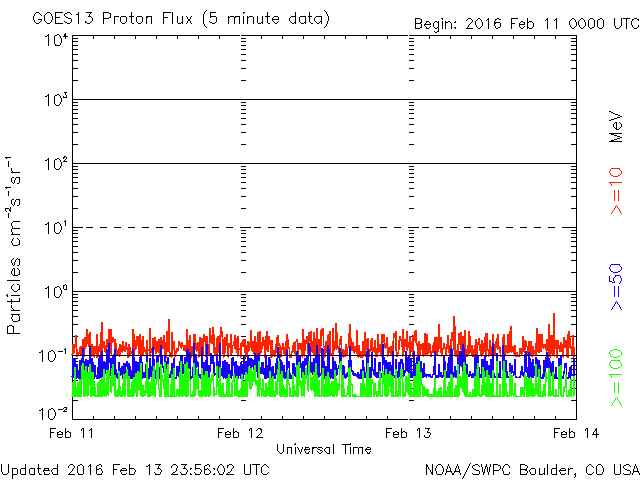 GOES13 Proton Flux (5 minute data)
Begin: 2016 Feb 11 0000 UTC
10⁴
10³
10²
10¹
10⁰
10⁻¹
10⁻²
Particles cm⁻²s⁻¹sr⁻¹
MeV
>=10
>=50
>=100
Feb 11
Feb 12
Feb 13
Feb 14
Universal Time
Updated 2016 Feb 13 23:56:02 UTC
NOAA/SWPC Boulder, CO USA